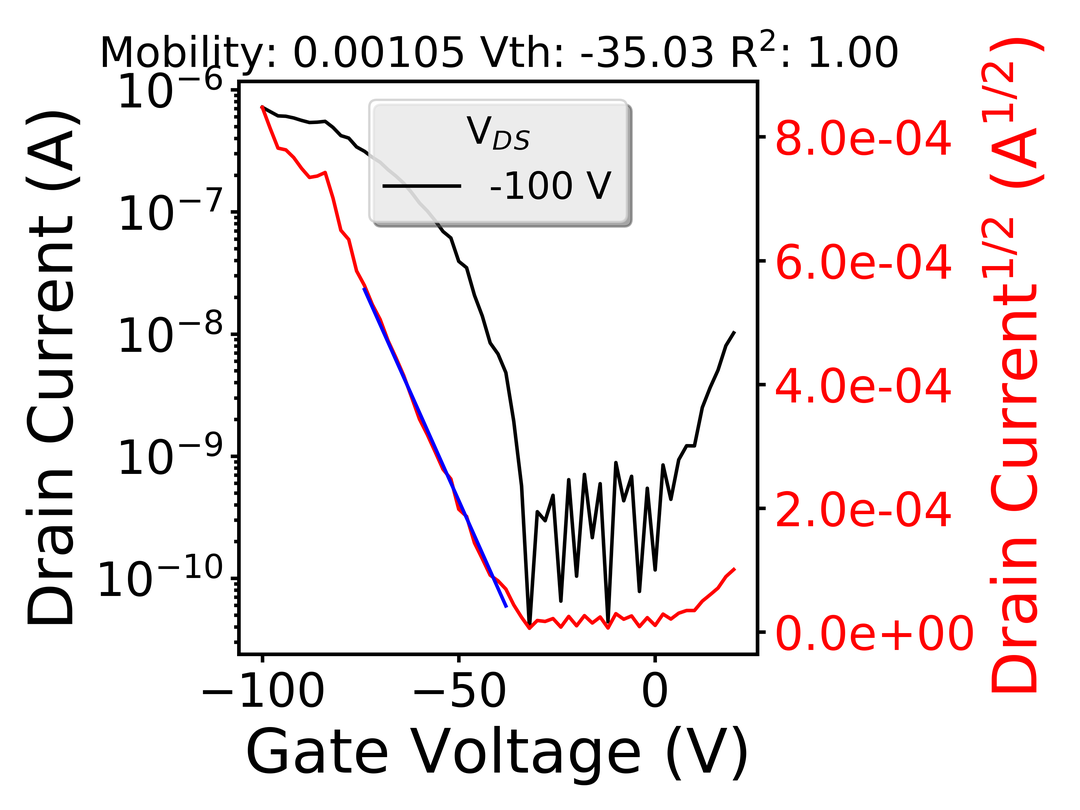 Mobility: 0.00105 Vth: -35.03 R²: 1.00
Drain Current (A)
10⁻⁶
10⁻⁷
10⁻⁸
10⁻⁹
10⁻¹⁰
V_DS
-100 V
8.0e-04
6.0e-04
4.0e-04
2.0e-04
0.0e+00
Drain Current^1/2 (A^1/2)
−100 −50 0
Gate Voltage (V)